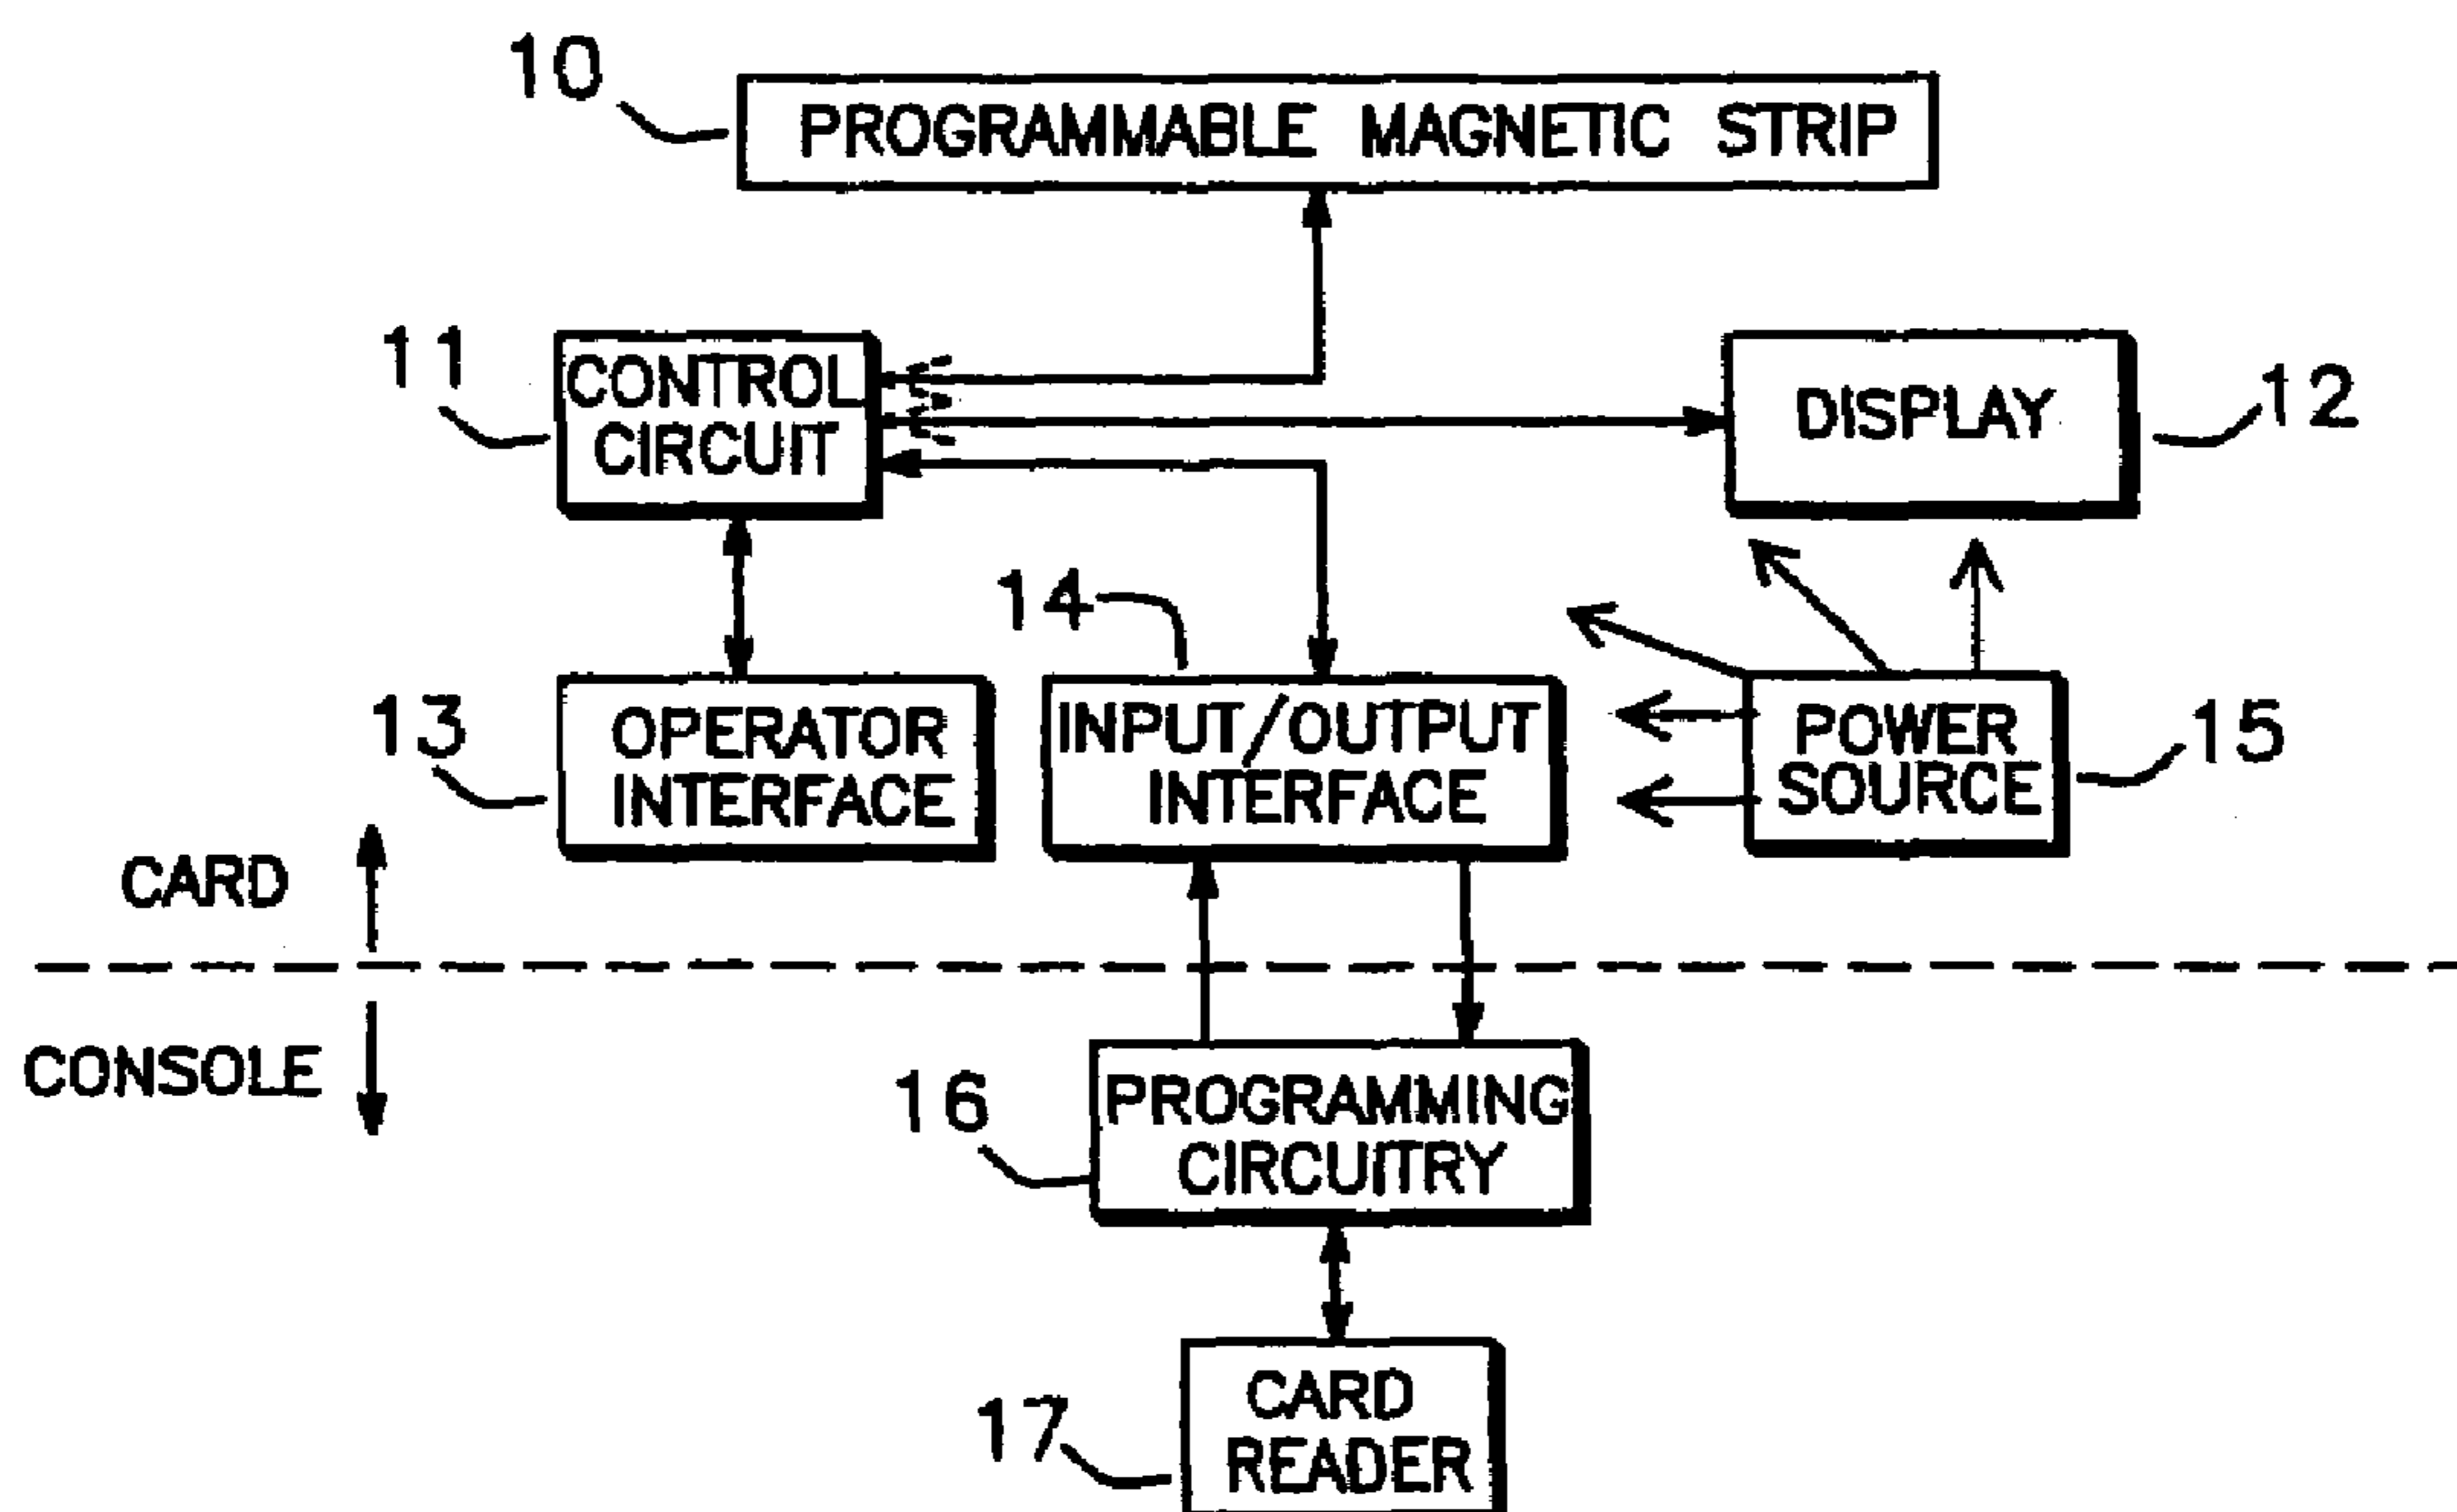 10
PROGRAMMABLE MAGNETIC STRIP
11
CONTROL
CIRCUIT
DISPLAY
12
14
13
OPERATOR
INTERFACE
INPUT/OUTPUT
INTERFACE
POWER
SOURCE
15
CARD
CONSOLE
16
PROGRAMMING
CIRCUITRY
17
CARD
READER